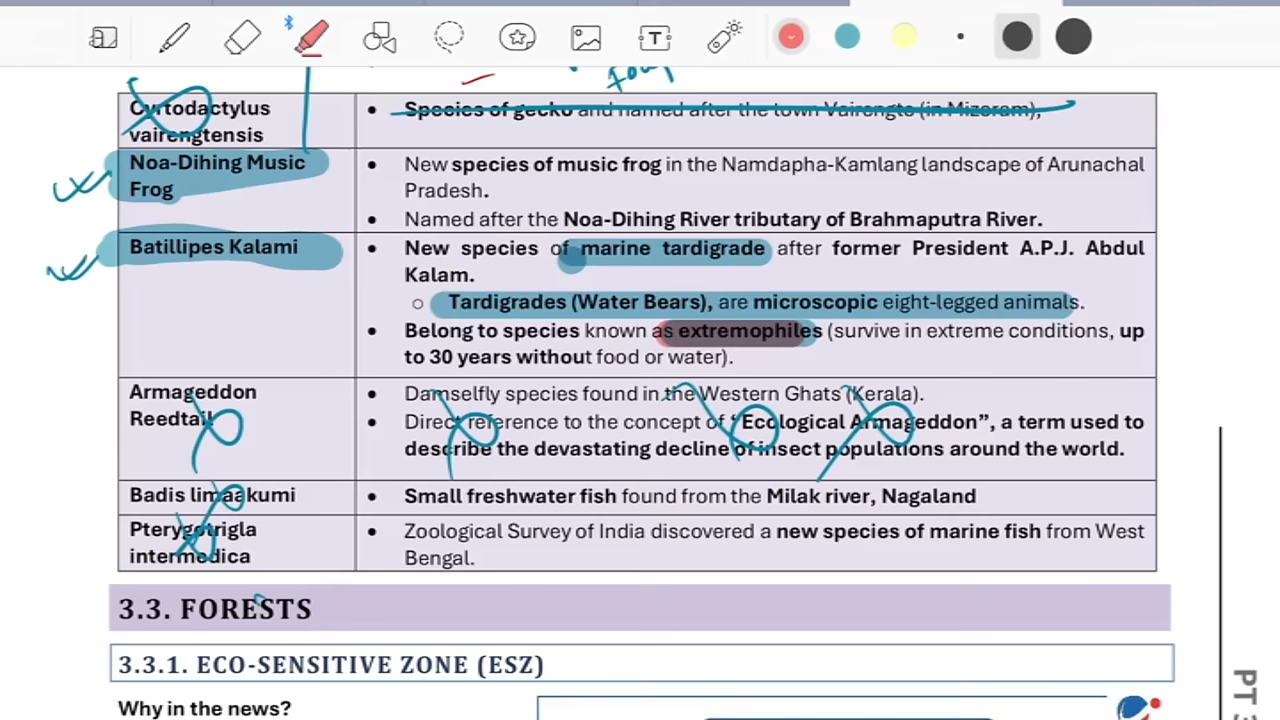 Cyrtodactylus
vairengtensis
• Species of gecko and named after the town Vairengte (in Mizoram),
Noa-Dihing Music
Frog
• New species of music frog in the Namdapha-Kamlang landscape of Arunachal
Pradesh.
• Named after the Noa-Dihing River tributary of Brahmaputra River.
Batillipes Kalami
• New species of marine tardigrade after former President A.P.J. Abdul
Kalam.
o Tardigrades (Water Bears), are microscopic eight-legged animals.
• Belong to species known as extremophiles (survive in extreme conditions, up
to 30 years without food or water).
Armageddon
Reedtail
• Damselfly species found in the Western Ghats (Kerala).
• Direct reference to the concept of “Ecological Armageddon”, a term used to
describe the devastating decline of insect populations around the world.
Badis limaakumi
• Small freshwater fish found from the Milak river, Nagaland
Pterygotrigla
intermedica
• Zoological Survey of India discovered a new species of marine fish from West
Bengal.
3.3. FORESTS
3.3.1. ECO-SENSITIVE ZONE (ESZ)
Why in the news?
PT 3